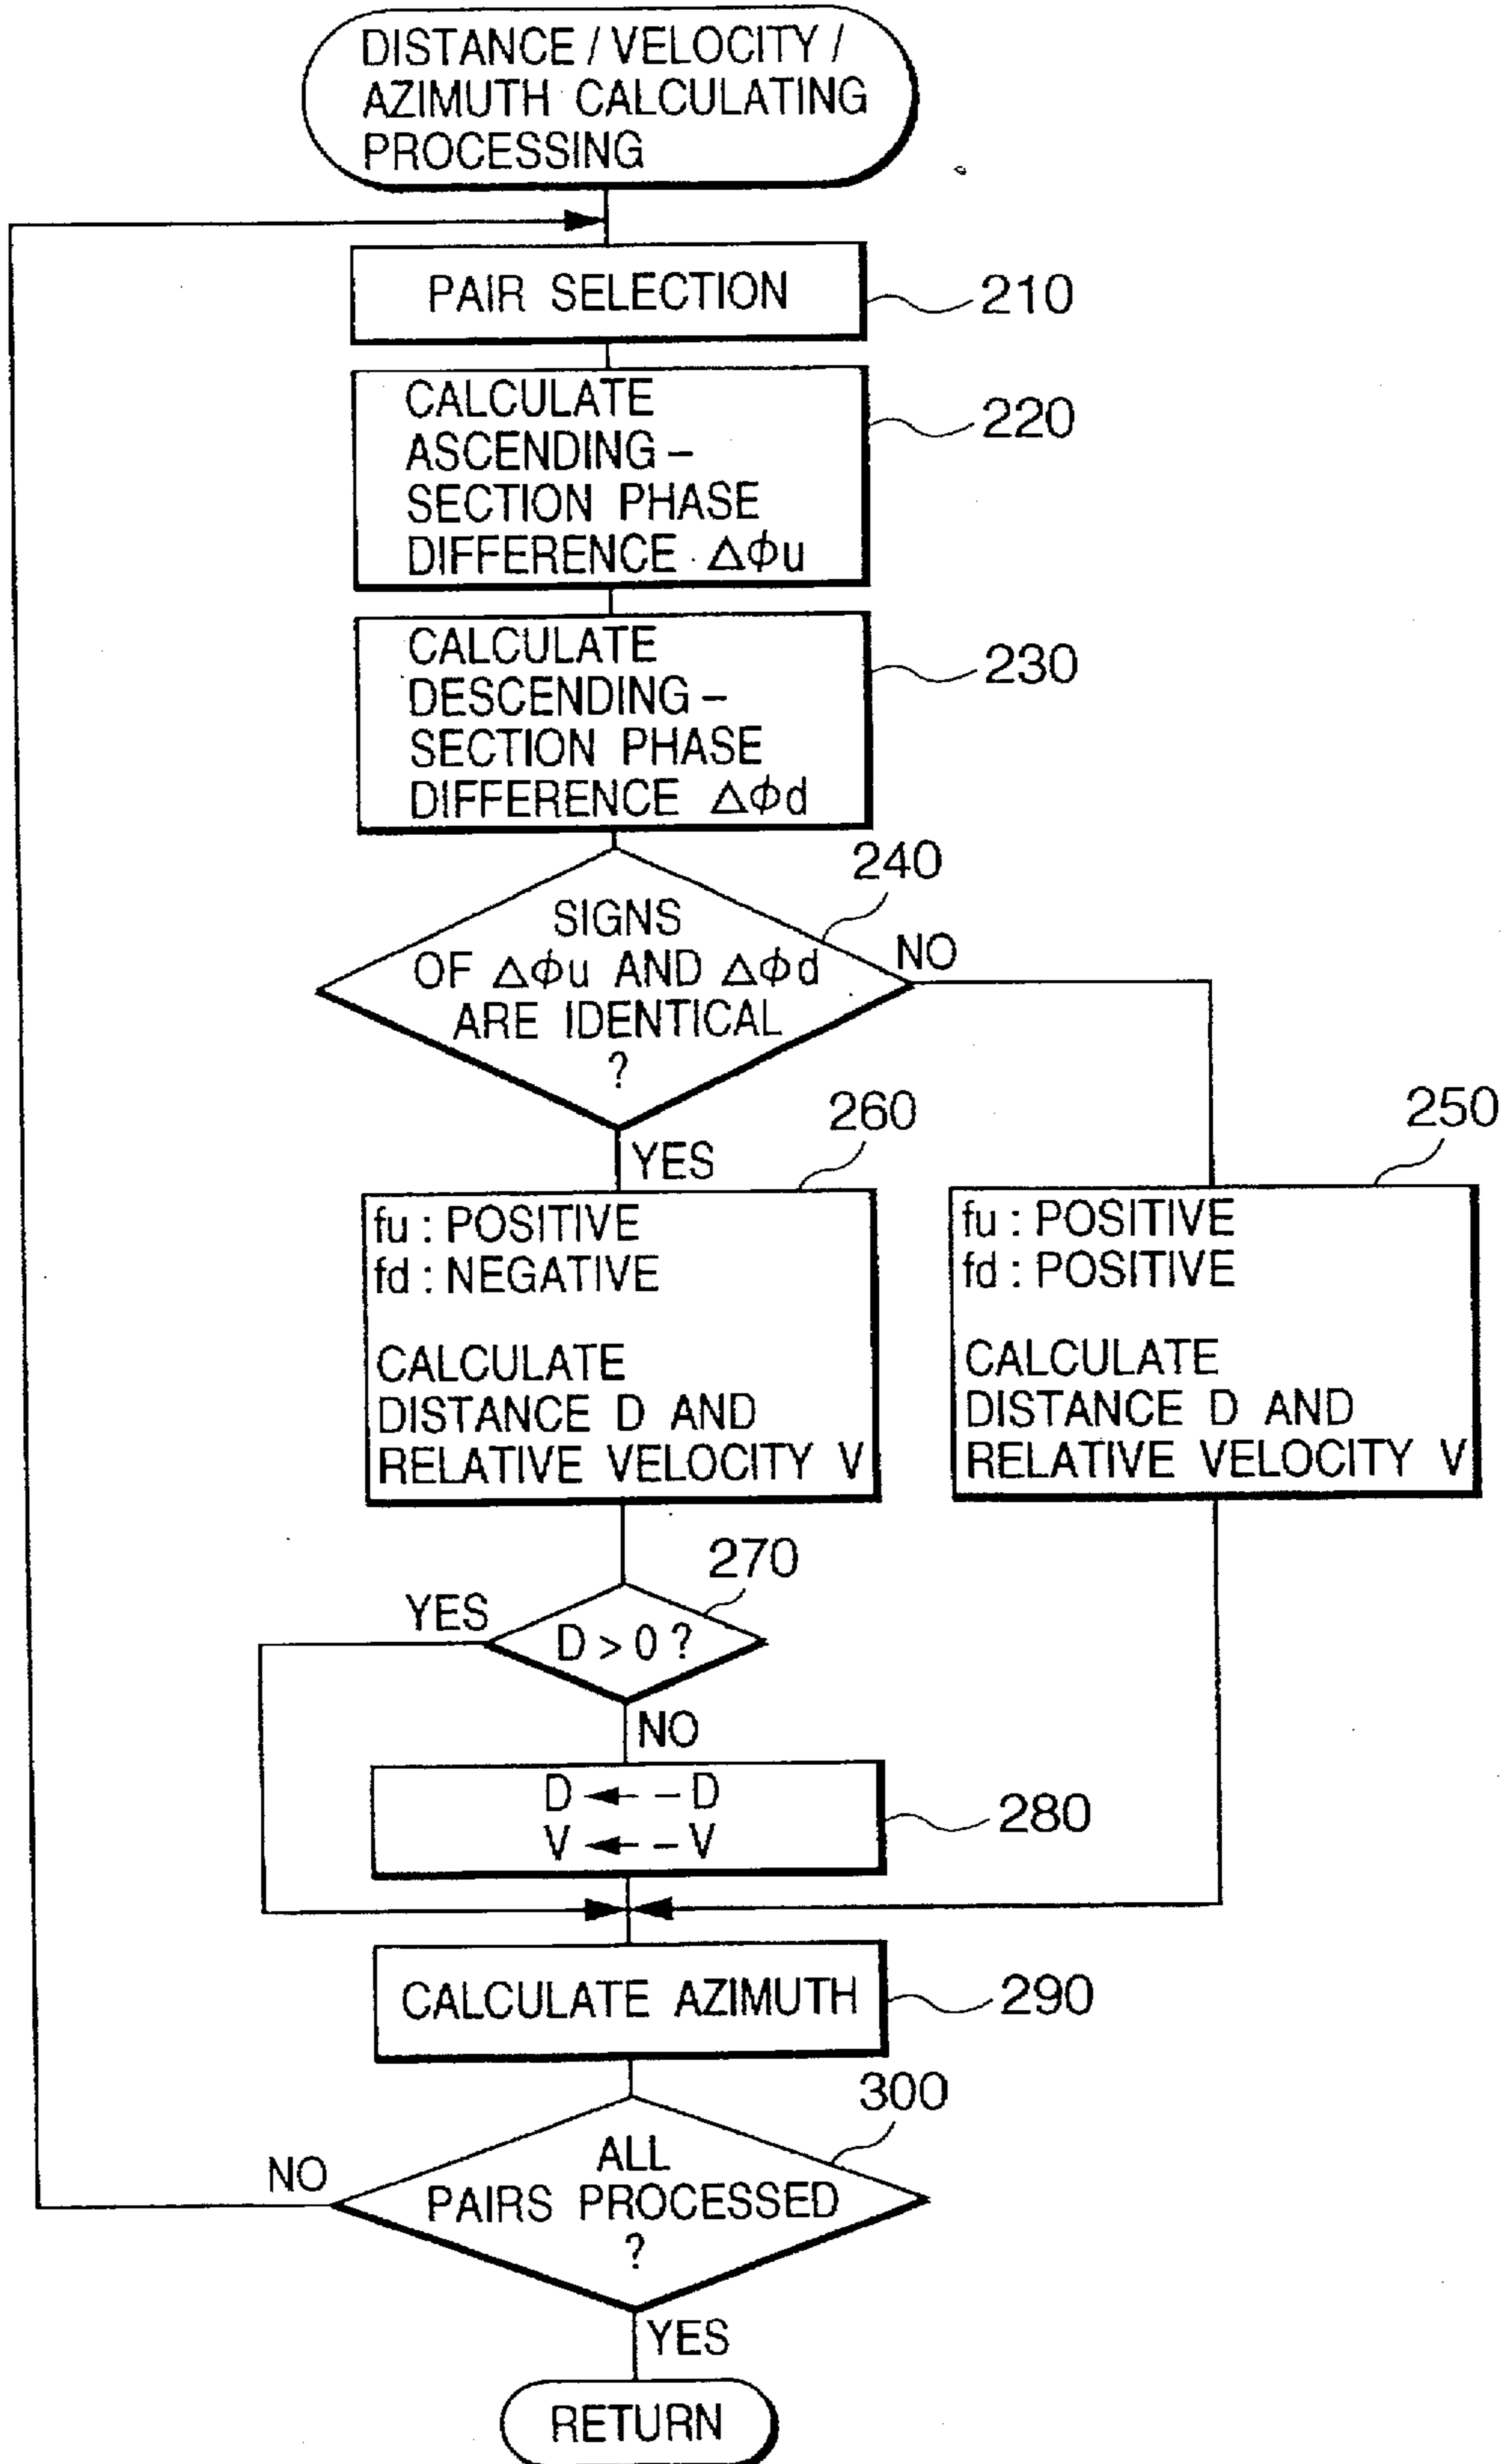 DISTANCE / VELOCITY /
AZIMUTH CALCULATING
PROCESSING
PAIR SELECTION
210
CALCULATE
ASCENDING –
SECTION PHASE
DIFFERENCE ΔΦu
220
CALCULATE
DESCENDING –
SECTION PHASE
DIFFERENCE ΔΦd
230
240
SIGNS
OF ΔΦu AND ΔΦd
ARE IDENTICAL
?
NO
YES
260
fu : POSITIVE
fd : NEGATIVE
CALCULATE
DISTANCE D AND
RELATIVE VELOCITY V
250
fu : POSITIVE
fd : POSITIVE
CALCULATE
DISTANCE D AND
RELATIVE VELOCITY V
270
YES
D > 0 ?
NO
D ← – D
V ← – V
280
CALCULATE AZIMUTH
290
300
NO
ALL
PAIRS PROCESSED
?
YES
RETURN